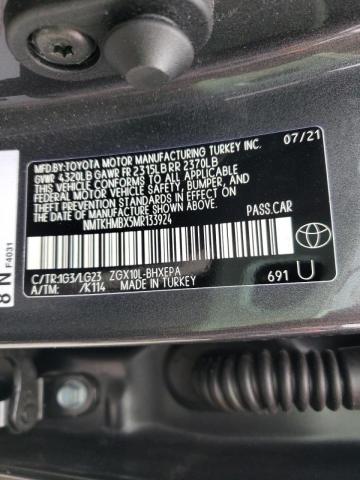 07/21
MFD.BY:TOYOTA MOTOR MANUFACTURING TURKEY INC.
GVWR 4320LB GAWR FR 2315LB RR 2370LB
THIS VEHICLE CONFORMS TO ALL APPLICABLE
FEDERAL MOTOR VEHICLE SAFETY, BUMPER, AND
THEFT PREVENTION STANDARDS IN EFFECT ON
THE DATE OF MANUFACTURE SHOWN ABOVE.
NMTKHMBX5MR133924 PASS.CAR
C/TR:1G3/LG23 ZGX10L-BHXEPA 691 U
A/TM: /K114 MADE IN TURKEY
8 N F4031